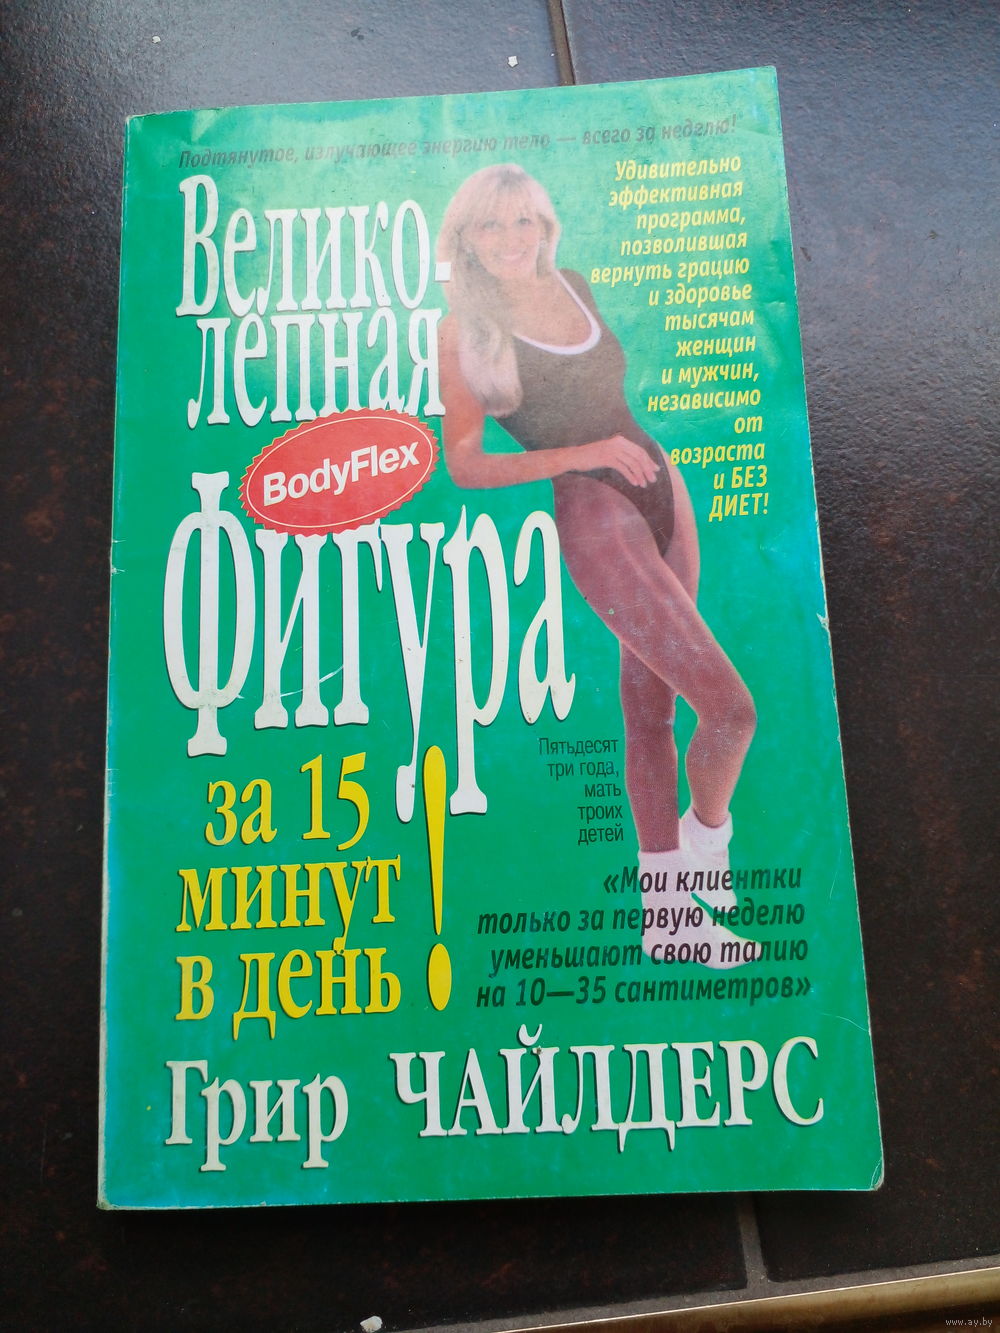 Подтянутое, излучающее энергию тело — всего за неделю!
Велико-
лепная
BodyFlex
Фигура
за 15
минут
в день!
Удивительно
эффективная
программа,
позволившая
вернуть грацию
и здоровье
тысячам
женщин
и мужчин,
независимо
от
возраста
и БЕЗ
ДИЕТ!
Пятьдесят
три года,
мать
троих
детей
«Мои клиентки
только за первую неделю
уменьшают свою талию
на 10—35 сантиметров»
Грир ЧАЙЛДЕРС
www.ay.by